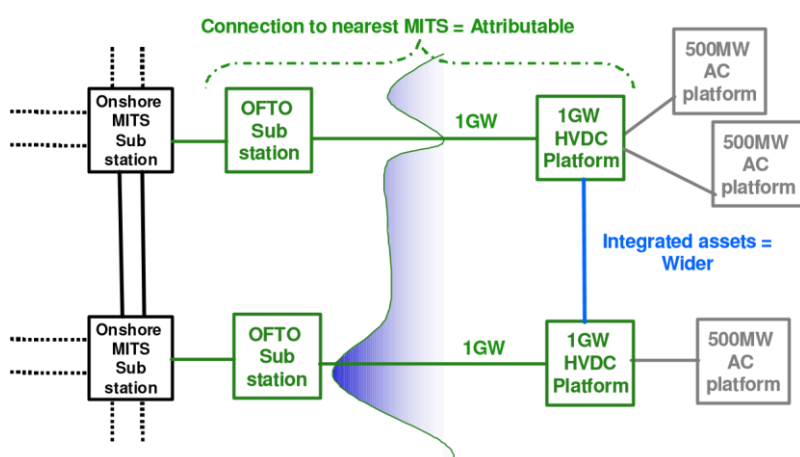 Connection to nearest MITS = Attributable
Onshore
MITS
Sub
station
OFTO
Sub
station
1GW
1GW
HVDC
Platform
500MW
AC
platform
500MW
AC
platform
Integrated assets =
Wider
Onshore
MITS
Sub
station
OFTO
Sub
station
1GW
1GW
HVDC
Platform
500MW
AC
platform